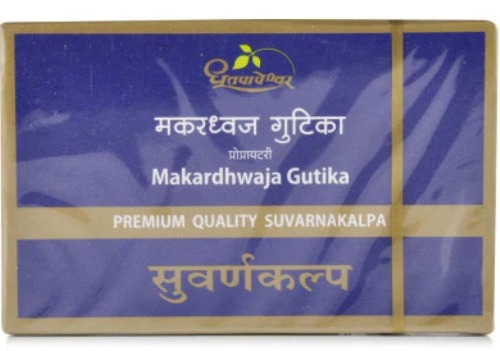 धूतपापेश्वर
मकरध्वज गुटिका
प्रोप्रायटरी
Makardhwaja Gutika
PREMIUM QUALITY SUVARNAKALPA
सुवर्णकल्प